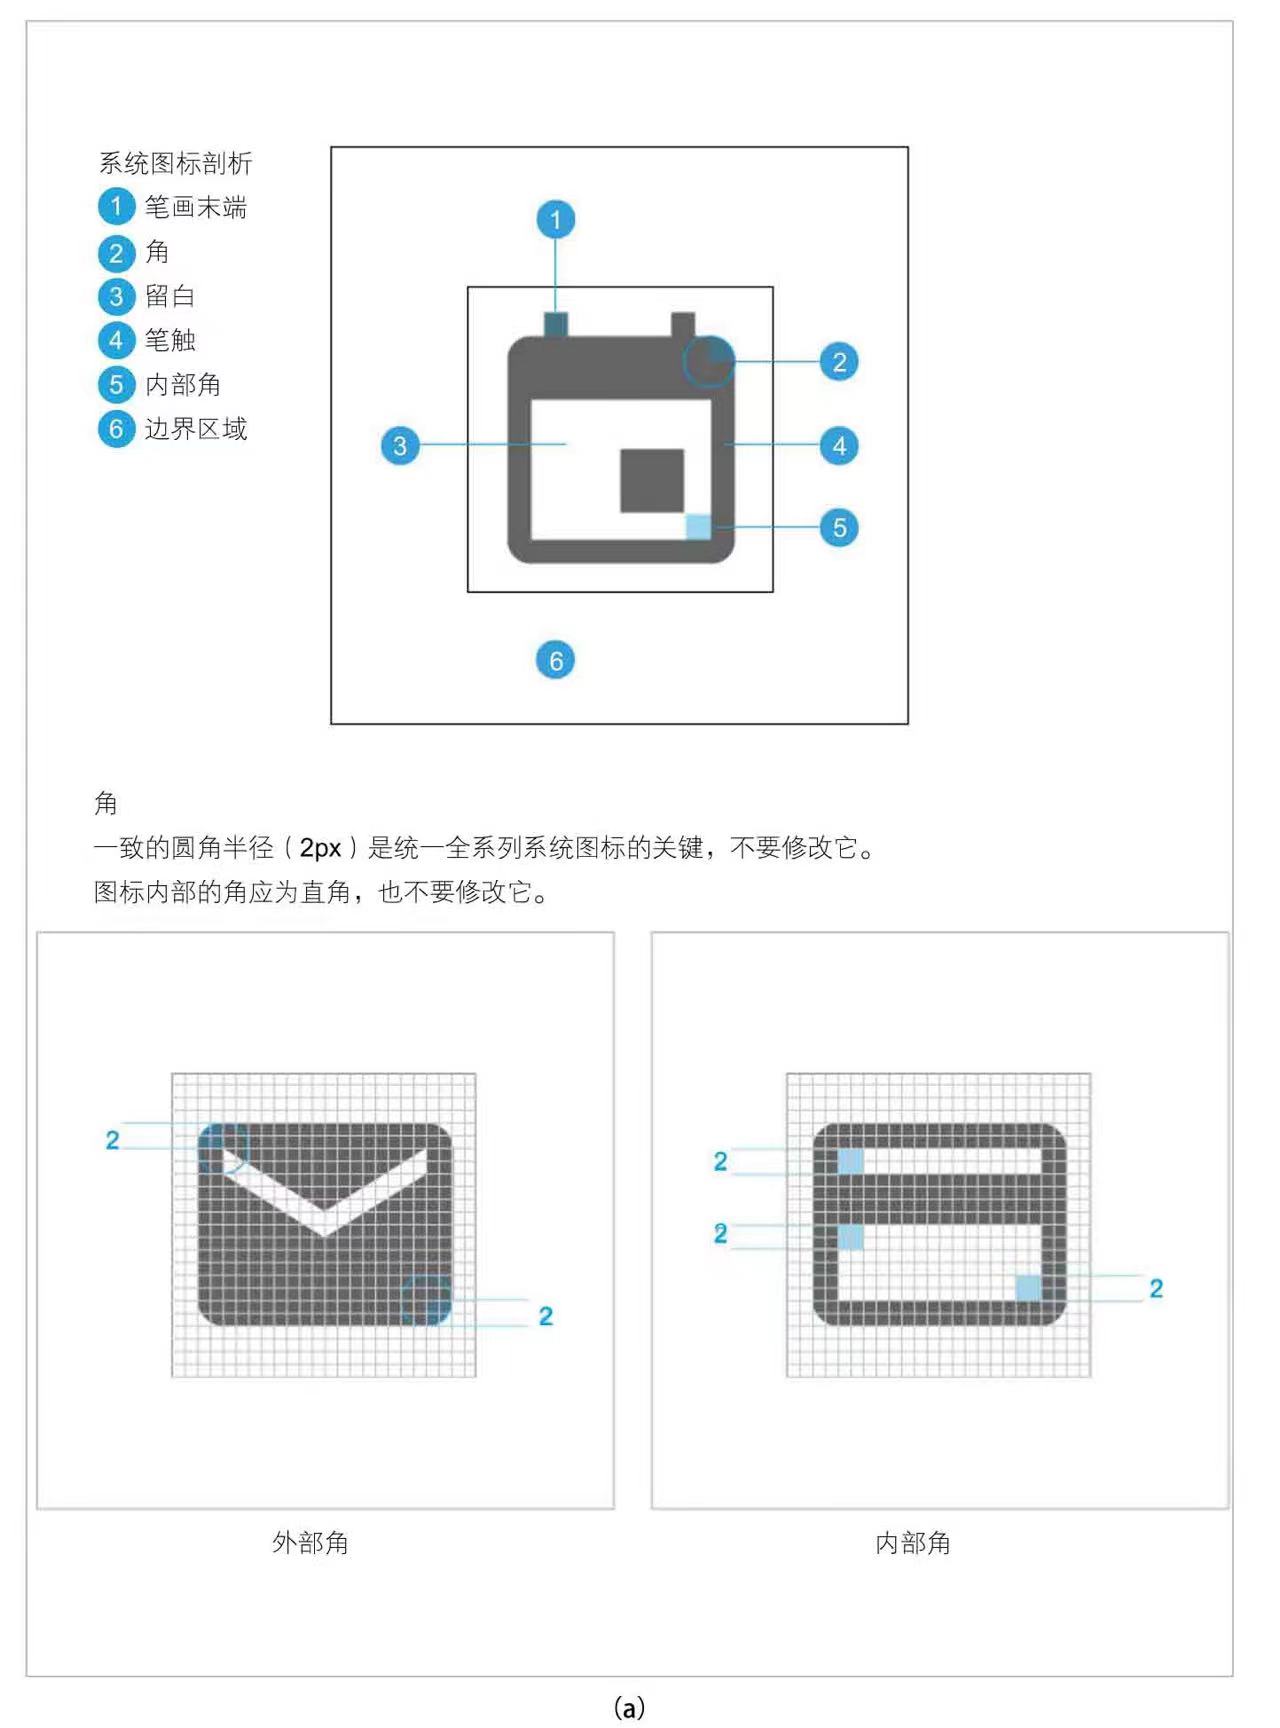 系统图标剖析
1 笔画末端
2 角
3 留白
4 笔触
5 内部角
6 边界区域
1
2
3
4
5
6
角
一致的圆角半径（2px）是统一全系列系统图标的关键，不要修改它。
图标内部的角应为直角，也不要修改它。
2
2
2
2
2
外部角
内部角
(a)